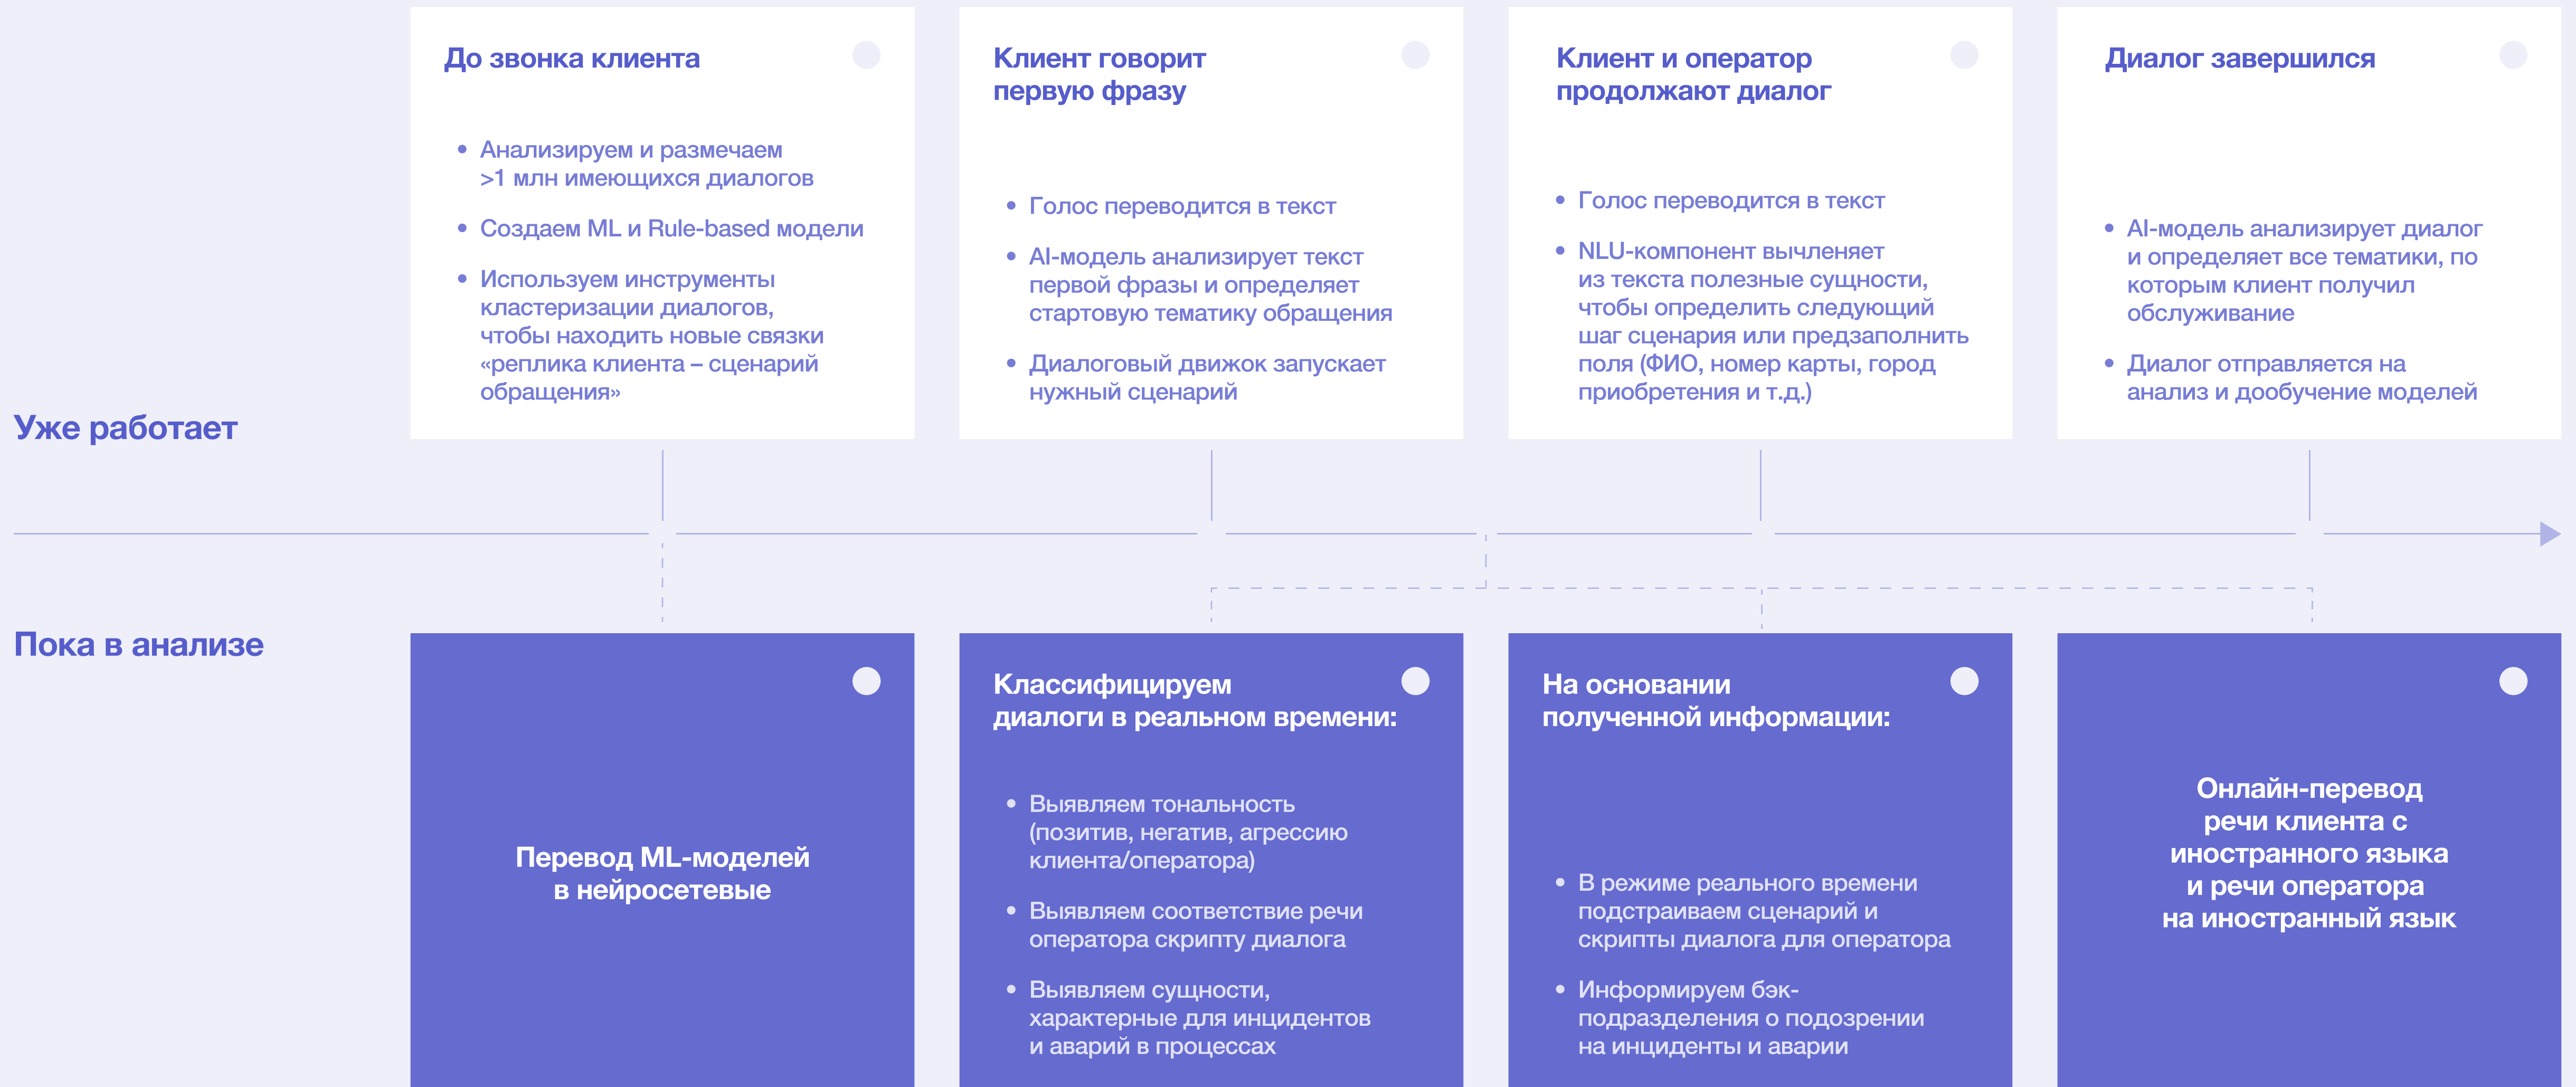 До звонка клиента
Анализируем и размечаем
>1 млн имеющихся диалогов
Создаем ML и Rule-based модели
Используем инструменты
кластеризации диалогов,
чтобы находить новые связки
«реплика клиента – сценарий
обращения»
Клиент говорит
первую фразу
Голос переводится в текст
AI-модель анализирует текст
первой фразы и определяет
стартовую тематику обращения
Диалоговый движок запускает
нужный сценарий
Клиент и оператор
продолжают диалог
Голос переводится в текст
NLU-компонент вычленяет
из текста полезные сущности,
чтобы определить следующий
шаг сценария или предзаполнить
поля (ФИО, номер карты, город
приобретения и т.д.)
Диалог завершился
AI-модель анализирует диалог
и определяет все тематики, по
которым клиент получил
обслуживание
Диалог отправляется на
анализ и дообучение моделей
Уже работает
Пока в анализе
Перевод ML-моделей
в нейросетевые
Классифицируем
диалоги в реальном времени:
Выявляем тональность
(позитив, негатив, агрессию
клиента/оператора)
Выявляем соответствие речи
оператора скрипту диалога
Выявляем сущности,
характерные для инцидентов
и аварий в процессах
На основании
полученной информации:
В режиме реального времени
подстраиваем сценарий и
скрипты диалога для оператора
Информируем бэк-
подразделения о подозрении
на инциденты и аварии
Онлайн-перевод
речи клиента с
иностранного языка
и речи оператора
на иностранный язык